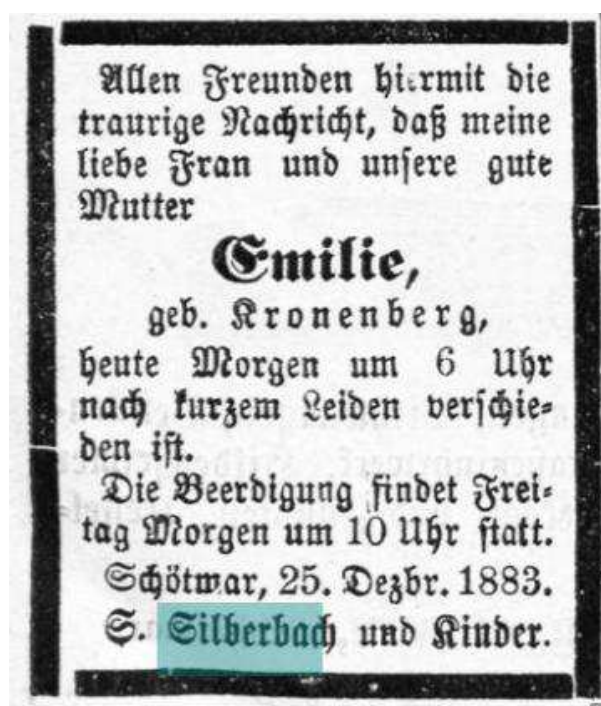 Allen Freunden hiermit die
traurige Nachricht, daß meine
liebe Fran und unsere gute
Mutter
Emilie,
geb. Kronenberg,
heute Morgen um 6 Uhr
nach kurzem Leiden verschie-
den ist.
Die Beerdigung findet Frei-
tag Morgen um 10 Uhr statt.
Schötmar, 25. Dezbr. 1883.
S. Silberbach und Kinder.